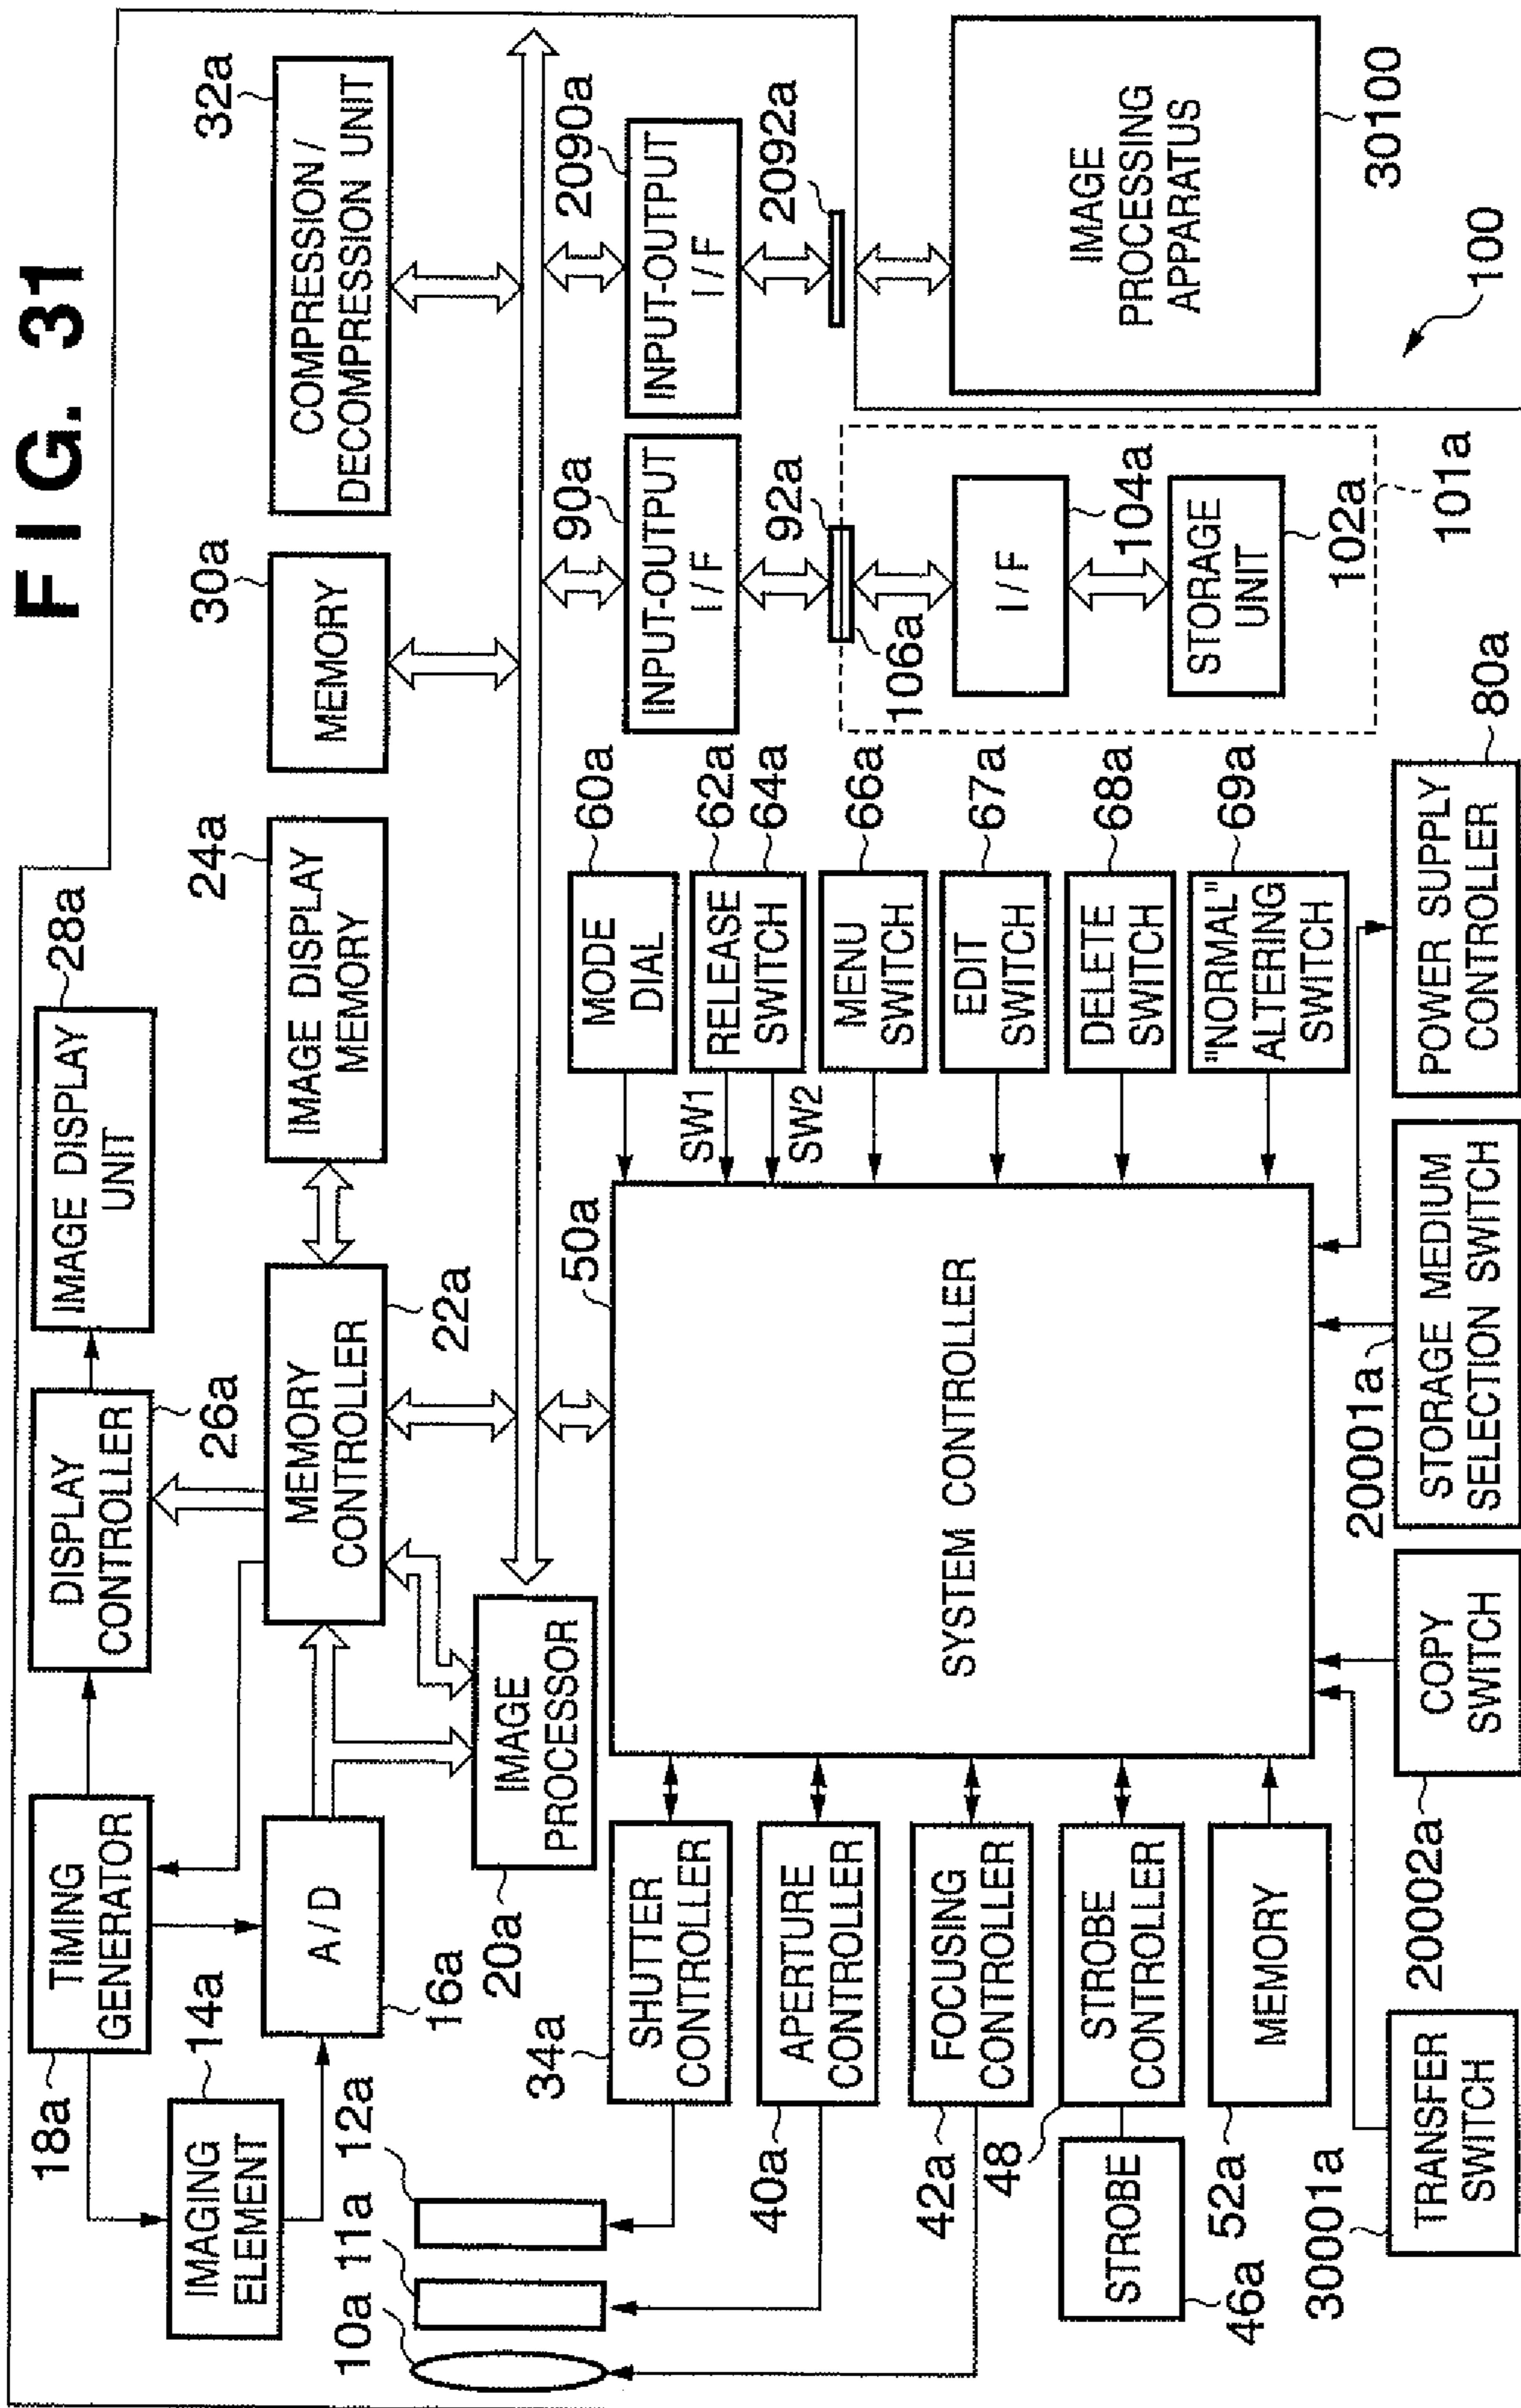 FIG. 31
28a
IMAGE DISPLAY
UNIT
DISPLAY
CONTROLLER
26a
TIMING
GENERATOR
18a
14a
IMAGING
ELEMENT
A/D
16a
MEMORY
CONTROLLER
22a
24a
IMAGE DISPLAY
MEMORY
30a
MEMORY
32a
COMPRESSION/
DECOMPRESSION UNIT
IMAGE
PROCESSOR
20a
10a
11a
12a
34a
SHUTTER
CONTROLLER
40a
APERTURE
CONTROLLER
42a
FOCUSING
CONTROLLER
48
STROBE
CONTROLLER
STROBE
46a
52a
MEMORY
50a
SYSTEM CONTROLLER
MODE
DIAL
60a
SW1
RELEASE
SWITCH
62a
64a
SW2
MENU
SWITCH
66a
EDIT
SWITCH
67a
DELETE
SWITCH
68a
"NORMAL"
ALTERING
SWITCH
69a
INPUT-OUTPUT
I/F
90a
92a
106a
I/F
104a
STORAGE
UNIT
102a
101a
INPUT-OUTPUT
I/F
2090a
2092a
IMAGE
PROCESSING
APPARATUS
30100
100
30001a
TRANSFER
SWITCH
20002a
COPY
SWITCH
20001a
STORAGE MEDIUM
SELECTION SWITCH
POWER SUPPLY
CONTROLLER
80a